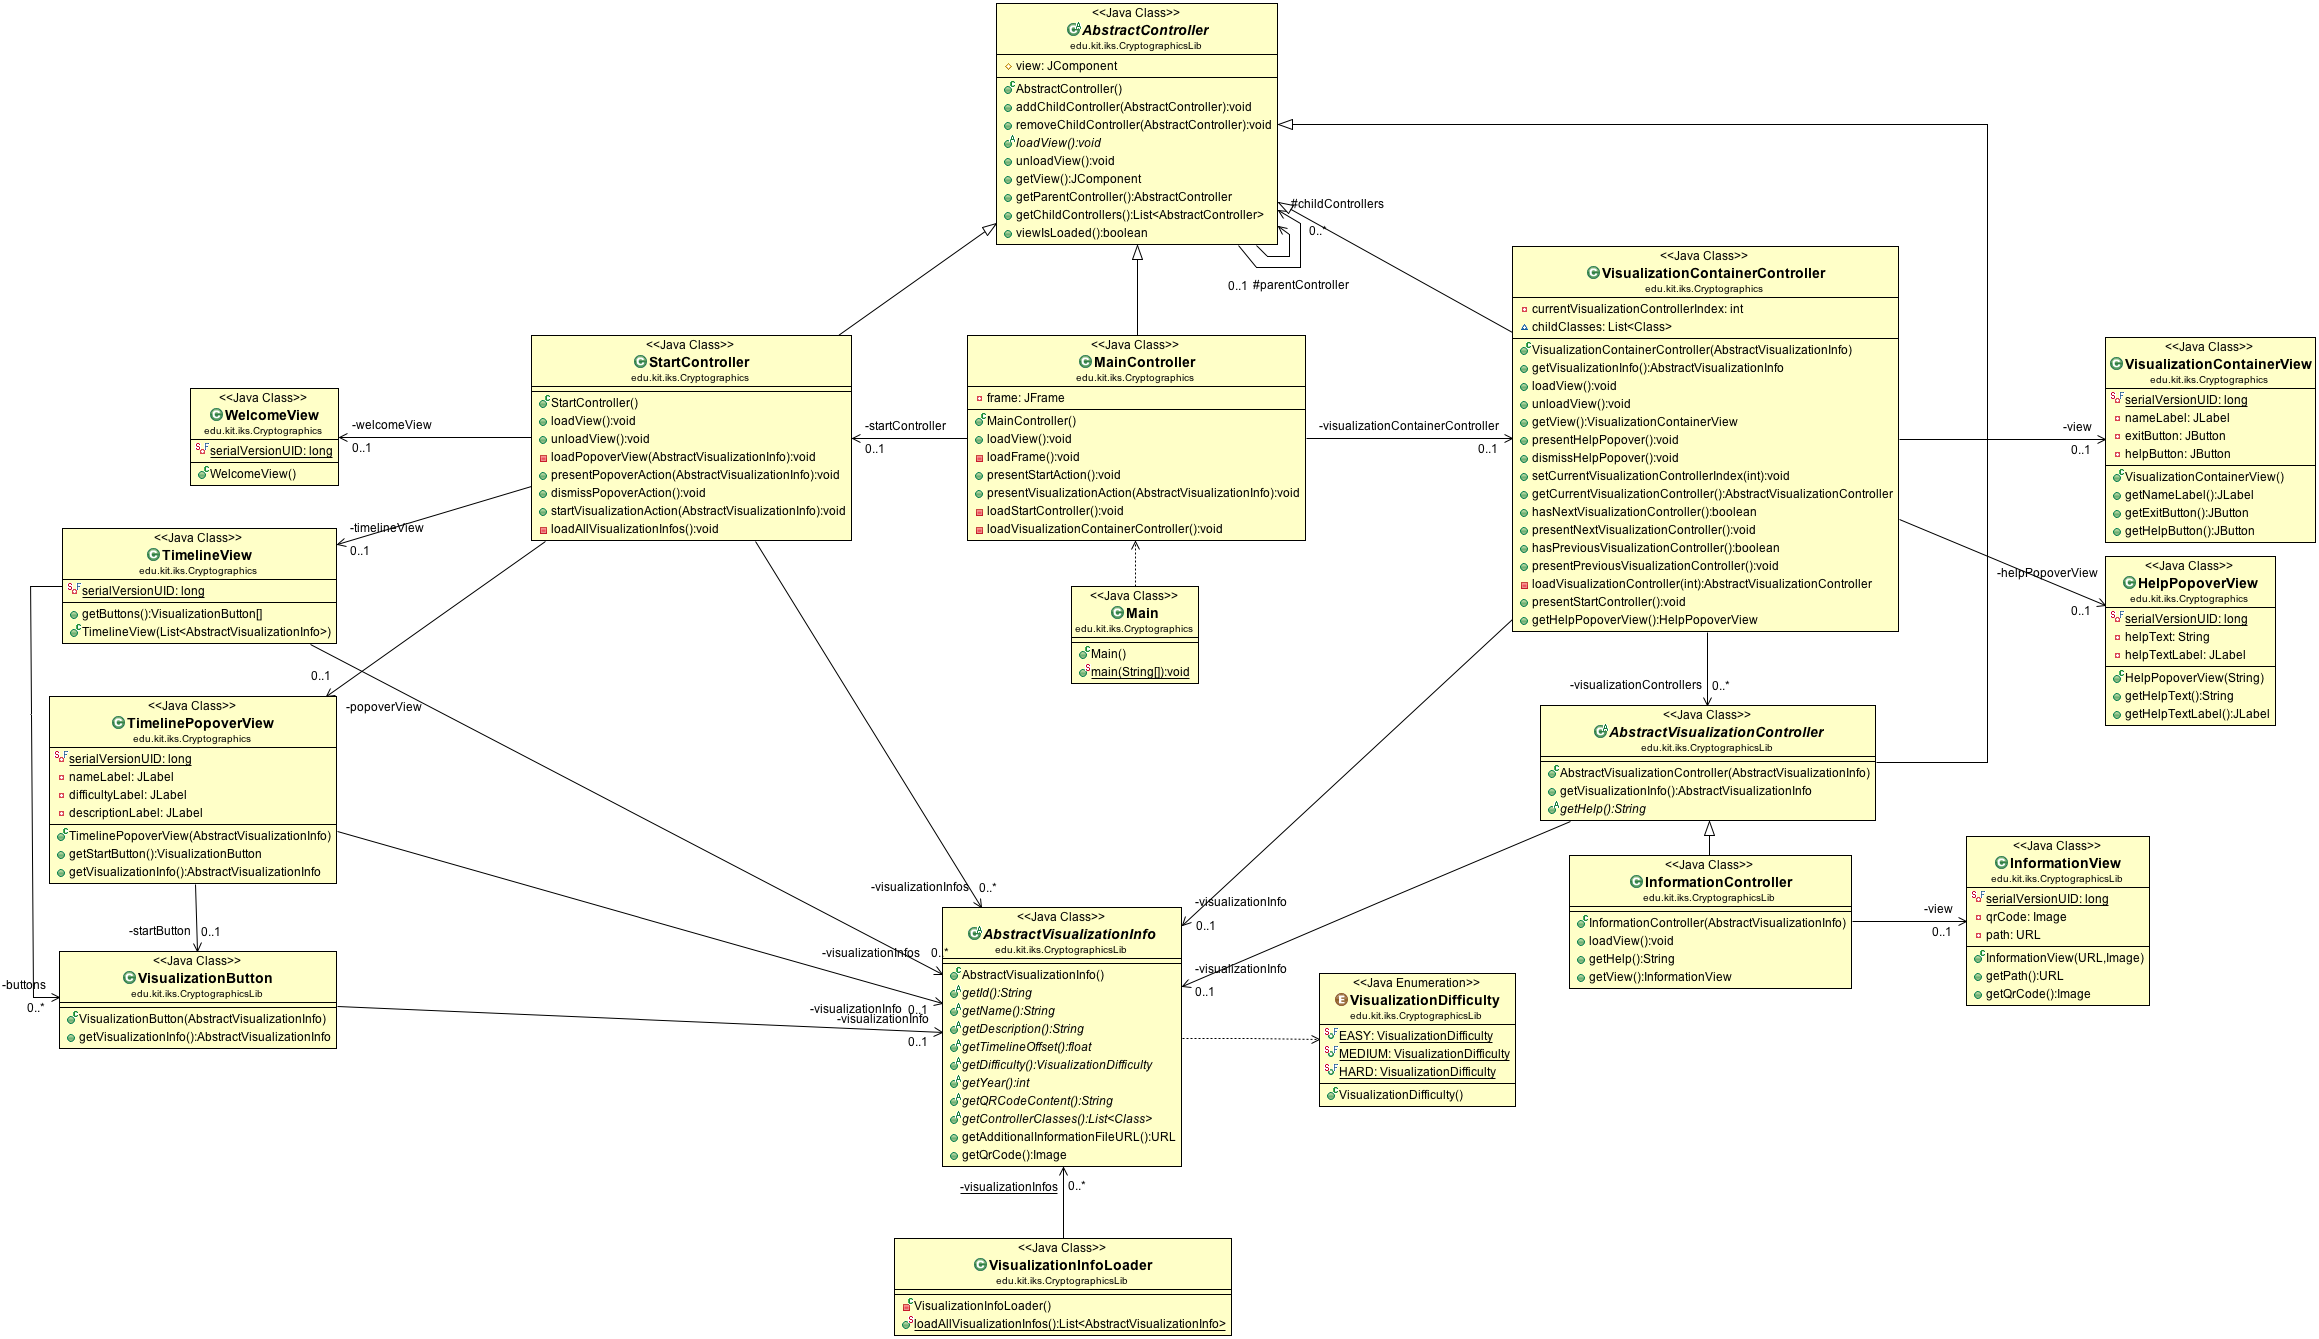 <<Java Class>>
AbstractController
edu.kit.iks.CryptographicsLib
view: JComponent
AbstractController()
addChildController(AbstractController):void
removeChildController(AbstractController):void
loadView():void
unloadView():void
getView():JComponent
getParentController():AbstractController
getChildControllers():List<AbstractController>
viewIsLoaded():boolean
#childControllers
0..*
0..1 #parentController
<<Java Class>>
StartController
edu.kit.iks.Cryptographics
StartController()
loadView():void
unloadView():void
loadPopoverView(AbstractVisualizationInfo):void
presentPopoverAction(AbstractVisualizationInfo):void
dismissPopoverAction():void
startVisualizationAction(AbstractVisualizationInfo):void
loadAllVisualizationInfos():void
-startController
0..1
<<Java Class>>
MainController
edu.kit.iks.Cryptographics
frame: JFrame
MainController()
loadView():void
loadFrame():void
presentStartAction():void
presentVisualizationAction(AbstractVisualizationInfo):void
loadStartController():void
loadVisualizationContainerController():void
-visualizationContainerController
0..1
<<Java Class>>
VisualizationContainerController
edu.kit.iks.Cryptographics
currentVisualizationControllerIndex: int
childClasses: List<Class>
VisualizationContainerController(AbstractVisualizationInfo)
getVisualizationInfo():AbstractVisualizationInfo
loadView():void
unloadView():void
getView():VisualizationContainerView
presentHelpPopover():void
dismissHelpPopover():void
setCurrentVisualizationControllerIndex(int):void
getCurrentVisualizationController():AbstractVisualizationController
hasNextVisualizationController():boolean
presentNextVisualizationController():void
hasPreviousVisualizationController():boolean
presentPreviousVisualizationController():void
loadVisualizationController(int):AbstractVisualizationController
presentStartController():void
getHelpPopoverView():HelpPopoverView
-view
0..1
<<Java Class>>
VisualizationContainerView
edu.kit.iks.Cryptographics
serialVersionUID: long
nameLabel: JLabel
exitButton: JButton
helpButton: JButton
VisualizationContainerView()
getNameLabel():JLabel
getExitButton():JButton
getHelpButton():JButton
-helpPopoverView
0..1
<<Java Class>>
HelpPopoverView
edu.kit.iks.Cryptographics
serialVersionUID: long
helpText: String
helpTextLabel: JLabel
HelpPopoverView(String)
getHelpText():String
getHelpTextLabel():JLabel
<<Java Class>>
WelcomeView
edu.kit.iks.Cryptographics
serialVersionUID: long
WelcomeView()
-welcomeView
0..1
-timelineView
0..1
<<Java Class>>
TimelineView
edu.kit.iks.Cryptographics
serialVersionUID: long
getButtons():VisualizationButton[]
TimelineView(List<AbstractVisualizationInfo>)
<<Java Class>>
Main
edu.kit.iks.Cryptographics
Main()
main(String[]):void
0..1
-popoverView
<<Java Class>>
TimelinePopoverView
edu.kit.iks.Cryptographics
serialVersionUID: long
nameLabel: JLabel
difficultyLabel: JLabel
descriptionLabel: JLabel
TimelinePopoverView(AbstractVisualizationInfo)
getStartButton():VisualizationButton
getVisualizationInfo():AbstractVisualizationInfo
-startButton
0..1
-buttons
0..*
<<Java Class>>
VisualizationButton
edu.kit.iks.CryptographicsLib
VisualizationButton(AbstractVisualizationInfo)
getVisualizationInfo():AbstractVisualizationInfo
-visualizationControllers
0..*
<<Java Class>>
AbstractVisualizationController
edu.kit.iks.CryptographicsLib
AbstractVisualizationController(AbstractVisualizationInfo)
getVisualizationInfo():AbstractVisualizationInfo
getHelp():String
<<Java Class>>
InformationController
edu.kit.iks.CryptographicsLib
InformationController(AbstractVisualizationInfo)
loadView():void
getHelp():String
getView():InformationView
-view
0..1
<<Java Class>>
InformationView
edu.kit.iks.CryptographicsLib
serialVersionUID: long
qrCode: Image
path: URL
InformationView(URL,Image)
getPath():URL
getQrCode():Image
-visualizationInfos 0..*
-visualizationInfos 0..*
-visualizationInfo 0..1
-visualizationInfo
0..1
-visualizationInfo
0..1
-visualizationInfo
0..1
<<Java Class>>
AbstractVisualizationInfo
edu.kit.iks.CryptographicsLib
AbstractVisualizationInfo()
getId():String
getName():String
getDescription():String
getTimelineOffset():float
getDifficulty():VisualizationDifficulty
getYear():int
getQRCodeContent():String
getControllerClasses():List<Class>
getAdditionalInformationFileURL():URL
getQrCode():Image
<<Java Enumeration>>
VisualizationDifficulty
edu.kit.iks.CryptographicsLib
EASY: VisualizationDifficulty
MEDIUM: VisualizationDifficulty
HARD: VisualizationDifficulty
VisualizationDifficulty()
-visualizationInfos
0..*
<<Java Class>>
VisualizationInfoLoader
edu.kit.iks.CryptographicsLib
VisualizationInfoLoader()
loadAllVisualizationInfos():List<AbstractVisualizationInfo>